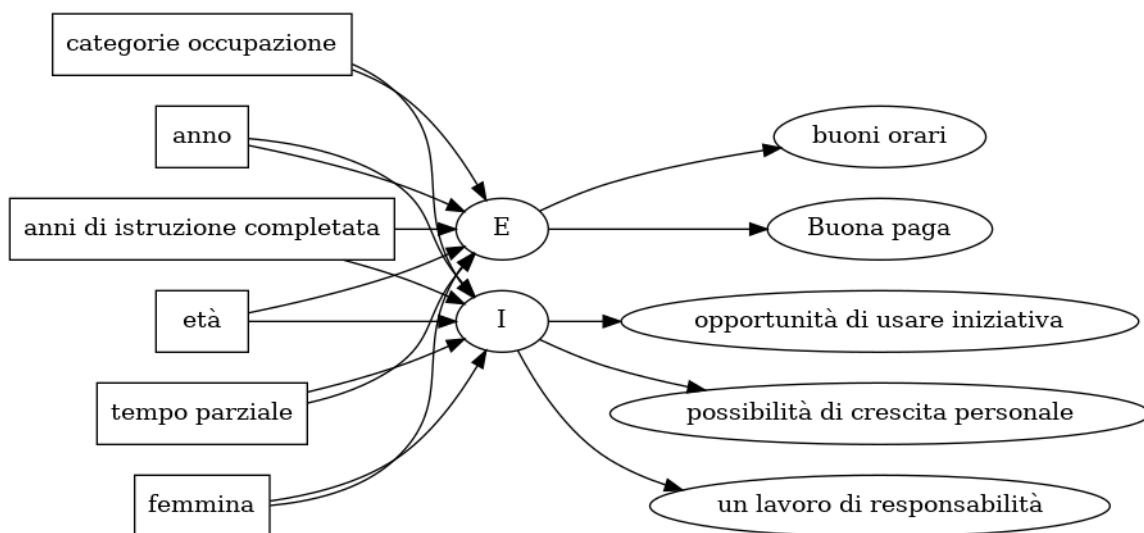 categorie occupazione
anno
buoni orari
anni di istruzione completata
E
Buona paga
età
I
opportunità di usare iniziativa
tempo parziale
possibilità di crescita personale
femmina
un lavoro di responsabilità